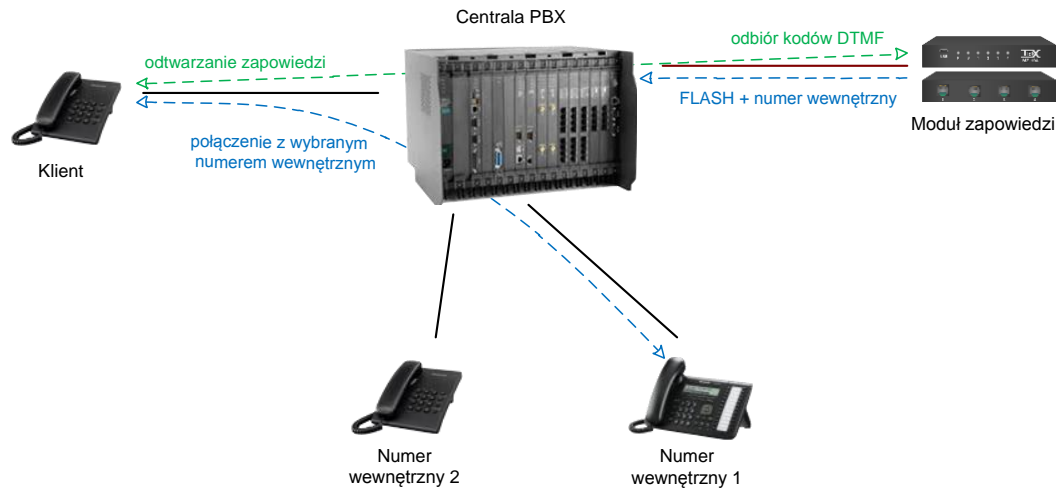 Centrala PBX
odbiór kodów DTMF
odtwarzanie zapowiedzi
FLASH + numer wewnętrzny
Moduł zapowiedzi
połączenie z wybranym
numerem wewnętrznym
Klient
Numer
wewnętrzny 2
Numer
wewnętrzny 1